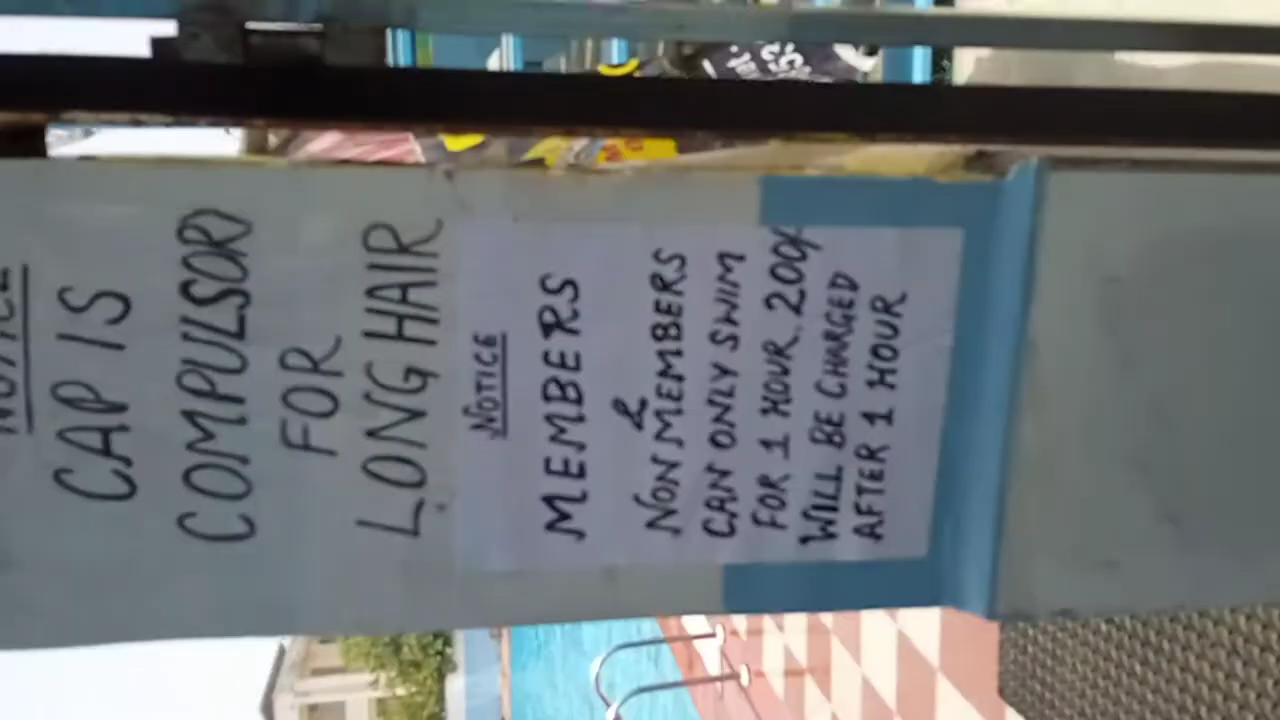 NOTICE
CAP IS
COMPULSORY
FOR
LONG HAIR
NOTICE
MEMBERS
&
NON MEMBERS
CAN ONLY SWIM
FOR 1 HOUR. 200/-
WILL BE CHARGED
AFTER 1 HOUR